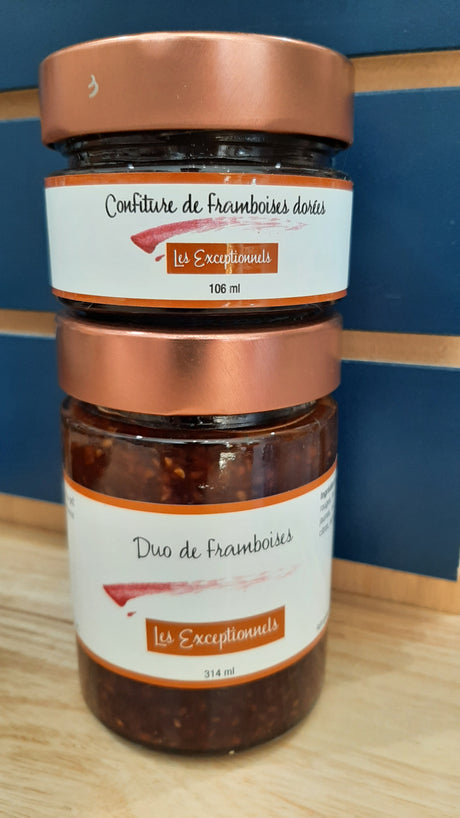 Confiture de framboises dorées
Les Exceptionnels
106 ml
Duo de framboises
Les Exceptionnels
314 ml